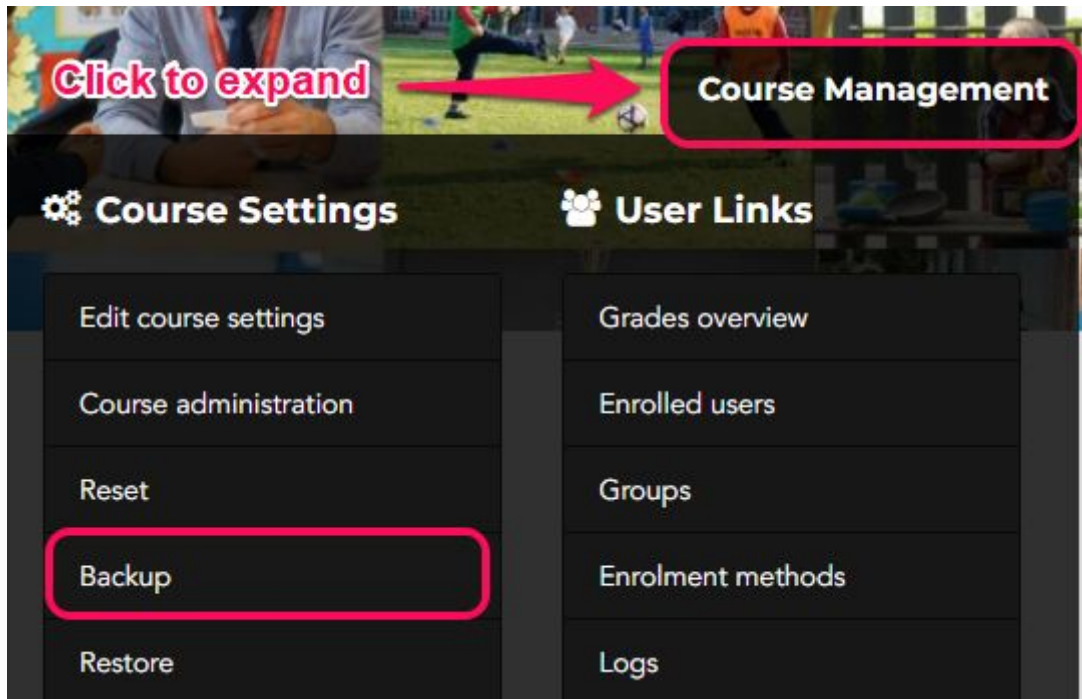 Click to expand
Course Management
Course Settings
Edit course settings
Course administration
Reset
Backup
Restore
User Links
Grades overview
Enrolled users
Groups
Enrolment methods
Logs